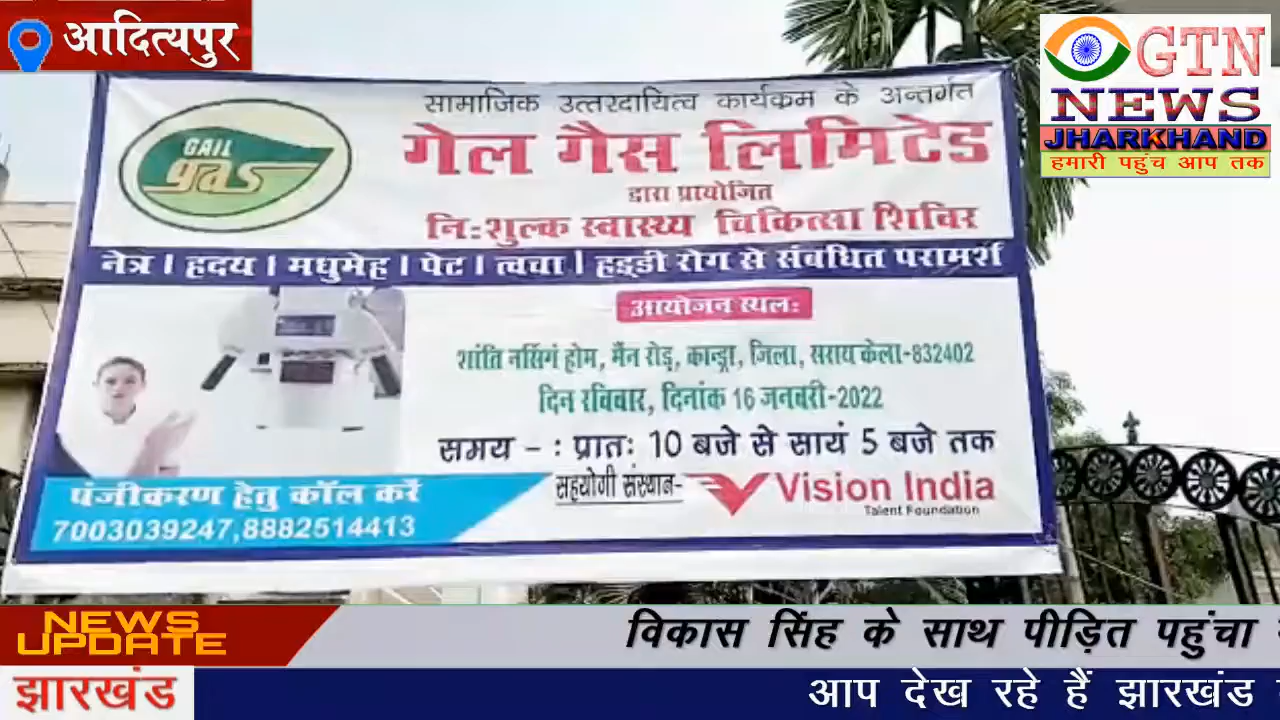 आदित्यपुर
GTN
NEWS
JHARKHAND
हमारी पहुंच आप तक
सामाजिक उत्तरदायित्व कार्यक्रम के अन्तर्गत
GAIL
gas
गेल गैस लिमिटेड
द्वारा प्रायोजित
निःशुल्क स्वास्थ्य चिकित्सा शिविर
नेत्र । हृदय । मधुमेह । पेट । त्वचा । हड्डी रोग से संबधित परामर्श
आयोजन स्थलः
शांति नर्सिगं होम, मैंन रोड़, कान्ड्रा, जिला, सराय केला-832402
दिन रविवार, दिनांक 16 जनवरी-2022
समय - : प्रातः 10 बजे से सायं 5 बजे तक
सहयोगी संस्थान- Vision India
Talent Foundation
पंजीकरण हेतु कॉल करें
7003039247,8882514413
NEWS
UPDATE
विकास सिंह के साथ पीड़ित पहुंचा
झारखंड
आप देख रहे हैं झारखंड